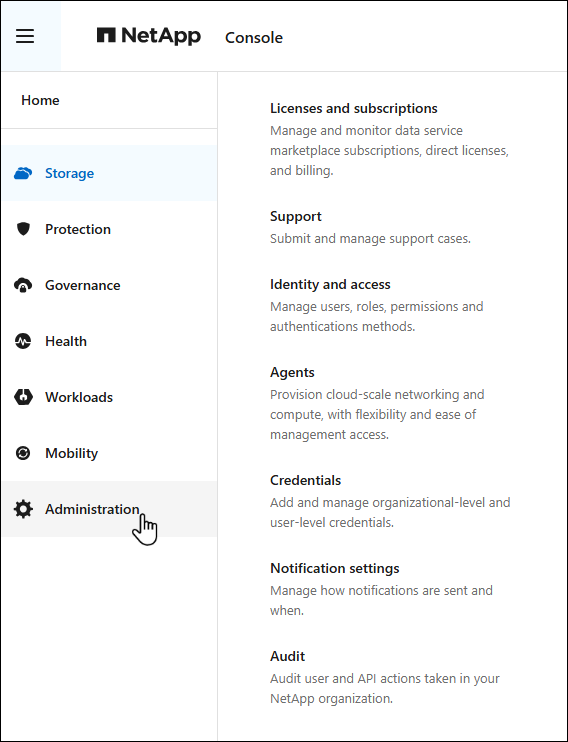 NetApp Console
Home
Storage
Protection
Governance
Health
Workloads
Mobility
Administration
Licenses and subscriptions
Manage and monitor data service
marketplace subscriptions, direct licenses,
and billing.
Support
Submit and manage support cases.
Identity and access
Manage users, roles, permissions and
authentications methods.
Agents
Provision cloud-scale networking and
compute, with flexibility and ease of
management access.
Credentials
Add and manage organizational-level and
user-level credentials.
Notification settings
Manage how notifications are sent and
when.
Audit
Audit user and API actions taken in your
NetApp organization.